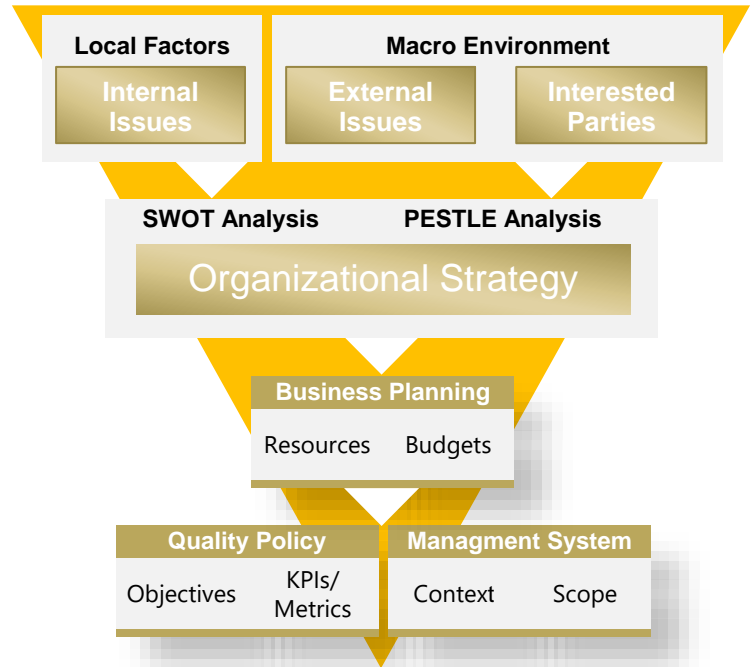 Local Factors
Macro Environment
Internal
Issues
External
Issues
Interested
Parties
SWOT Analysis
PESTLE Analysis
Organizational Strategy
Business Planning
Resources
Budgets
Quality Policy
Managment System
Objectives
KPIs/
Metrics
Context
Scope